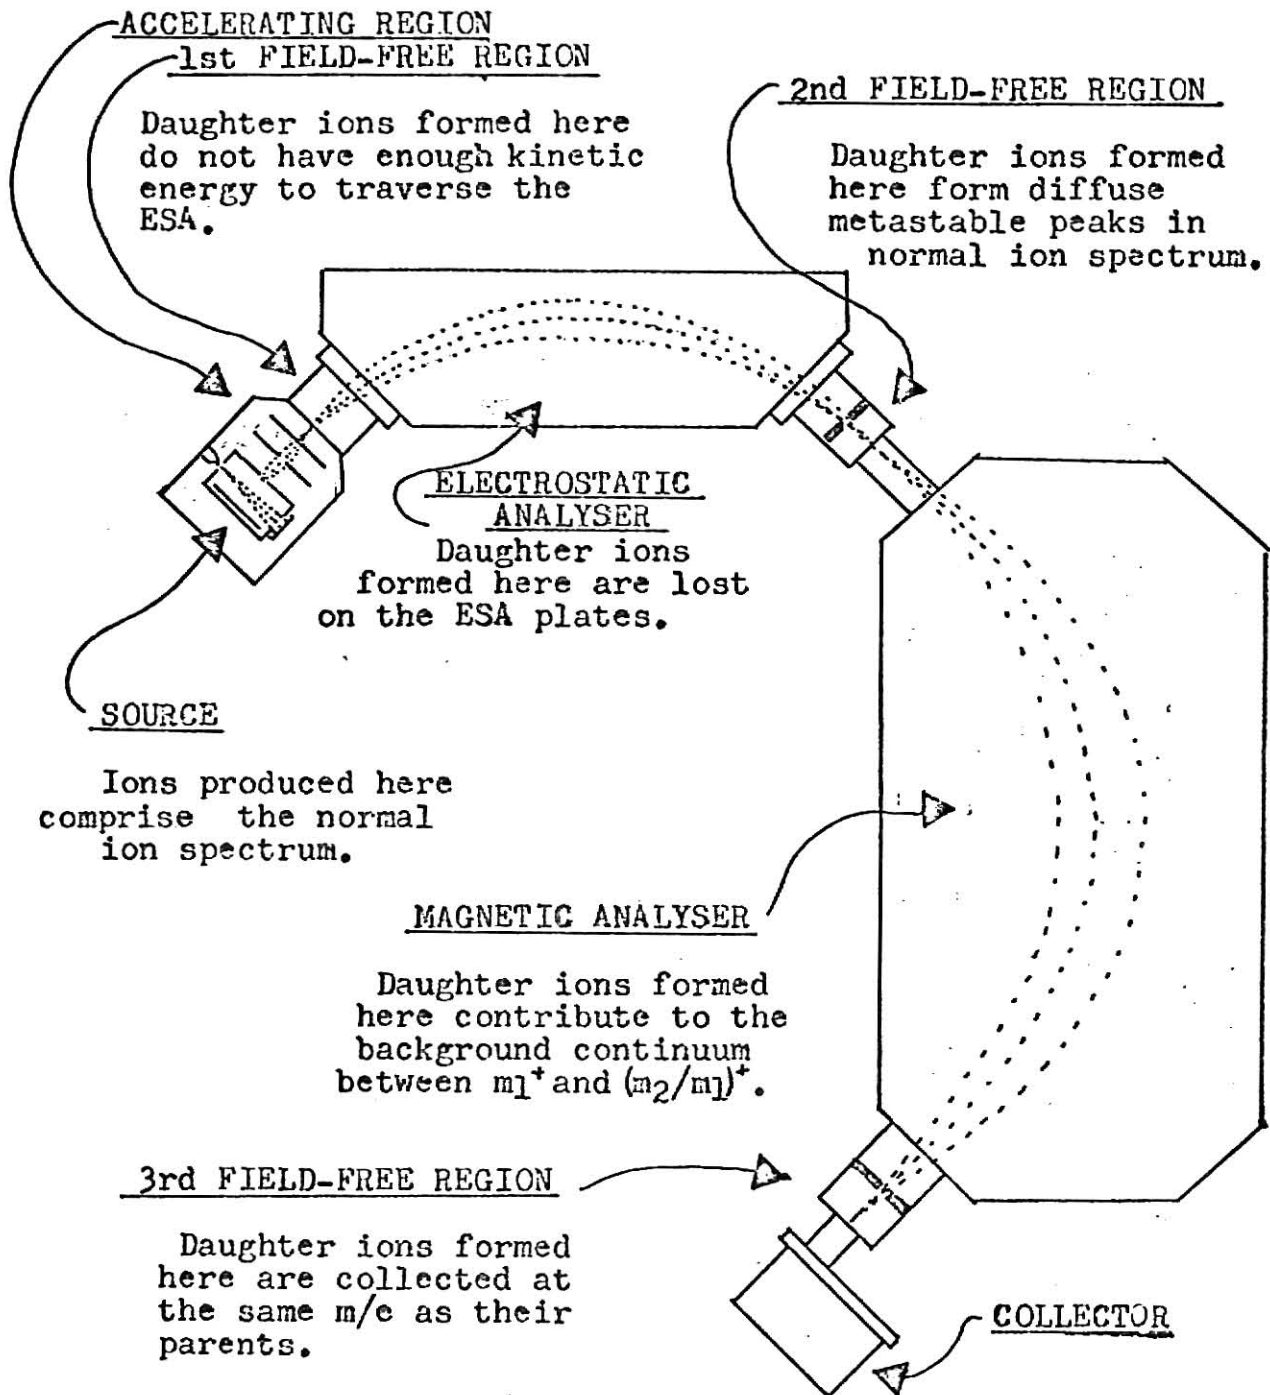 ACCELERATING REGION
1st FIELD-FREE REGION
Daughter ions formed here
do not have enough kinetic
energy to traverse the
ESA.
2nd FIELD-FREE REGION
Daughter ions formed
here form diffuse
metastable peaks in
normal ion spectrum.
ELECTROSTATIC
ANALYSER
Daughter ions
formed here are lost
on the ESA plates.
SOURCE
Ions produced here
comprise the normal
ion spectrum.
MAGNETIC ANALYSER
Daughter ions formed
here contribute to the
background continuum
between m1⁺ and (m2/m1)⁺.
3rd FIELD-FREE REGION
Daughter ions formed
here are collected at
the same m/e as their
parents.
COLLECTOR